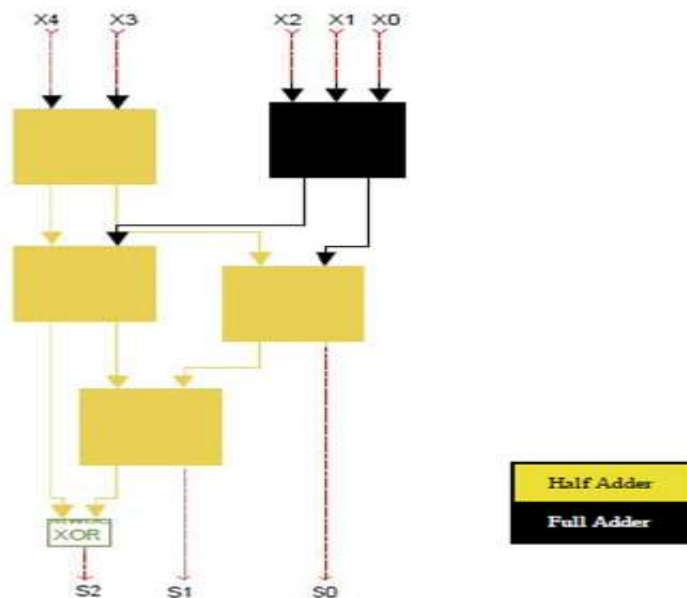 X4 X3 X2 X1 X0
XOR
S2 S1 S0
Half Adder
Full Adder